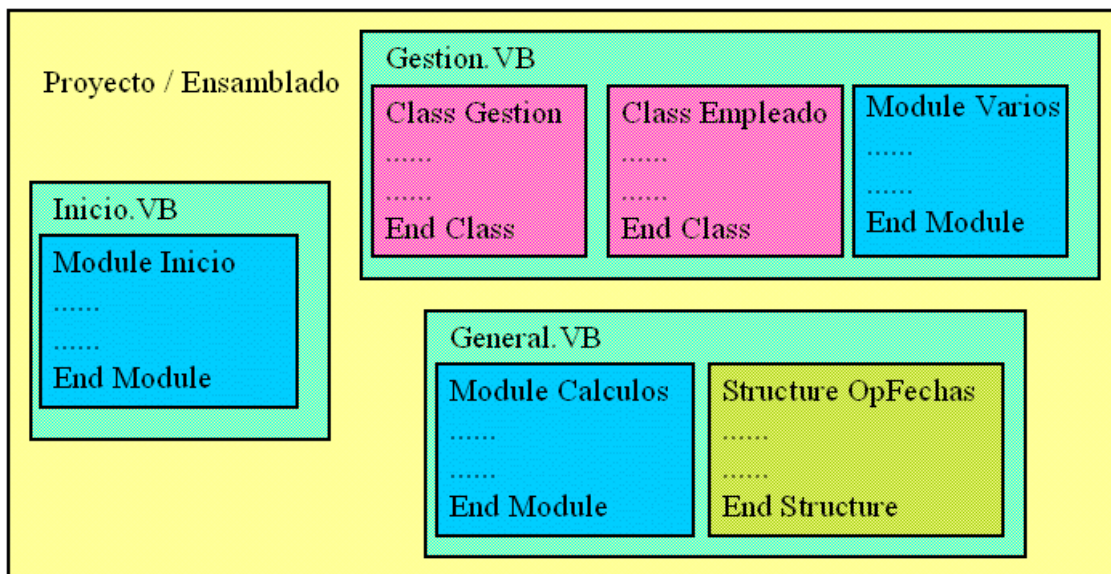 Proyecto / Ensamblado
Gestion.VB
Class Gestion
......
......
End Class
Class Empleado
......
......
End Class
Module Varios
......
......
End Module
Inicio.VB
Module Inicio
......
......
End Module
General.VB
Module Calculos
......
......
End Module
Structure OpFechas
......
......
End Structure